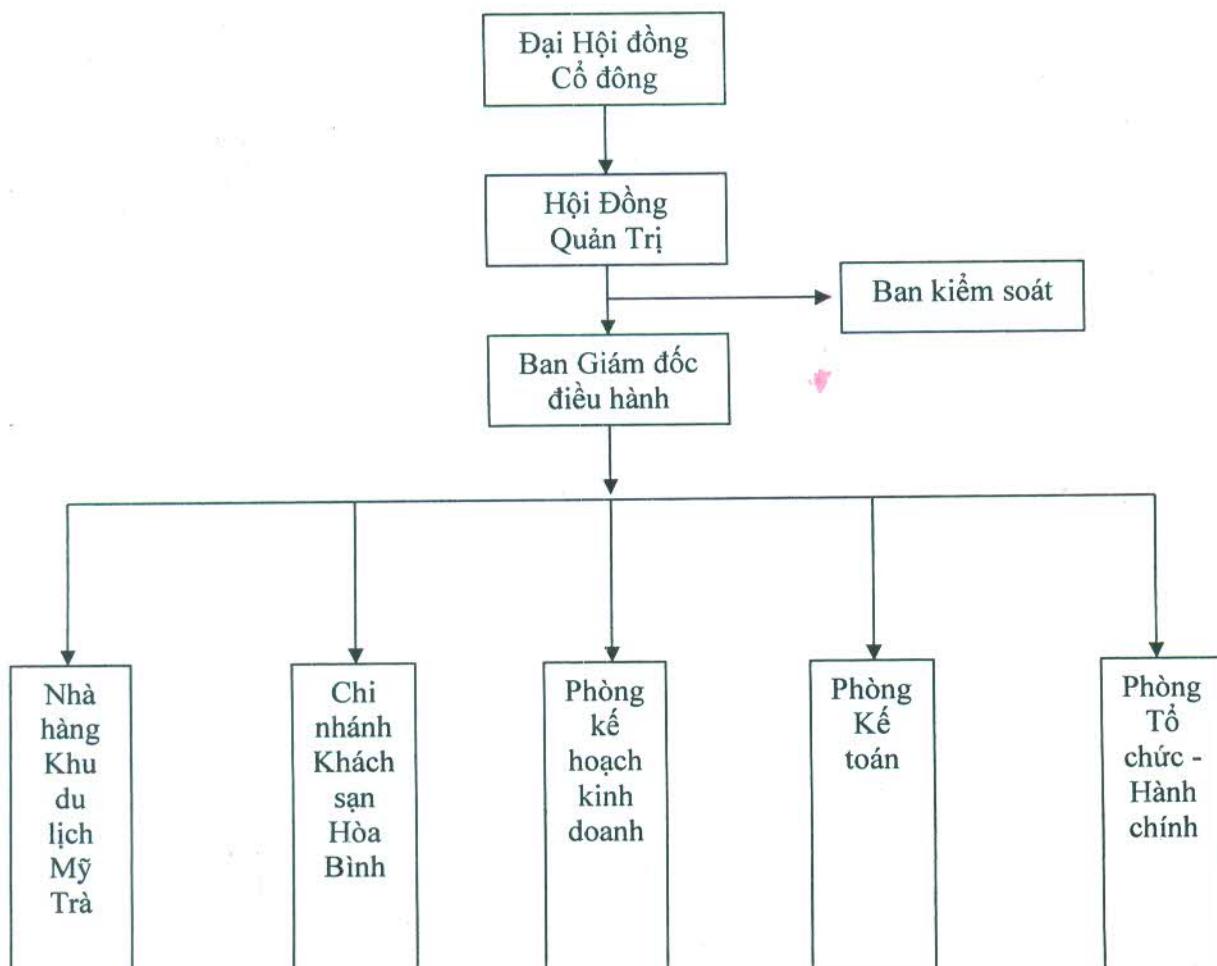 Đại Hội đồng
Cổ đông
Hội Đồng
Quản Trị
Ban kiểm soát
Ban Giám đốc
điều hành
Nhà
hàng
Khu
du
lịch
Mỹ
Trà
Chi
nhánh
Khách
sạn
Hòa
Bình
Phòng
kế
hoạch
kinh
doanh
Phòng
Kế
toán
Phòng
Tổ
chức -
Hành
chính